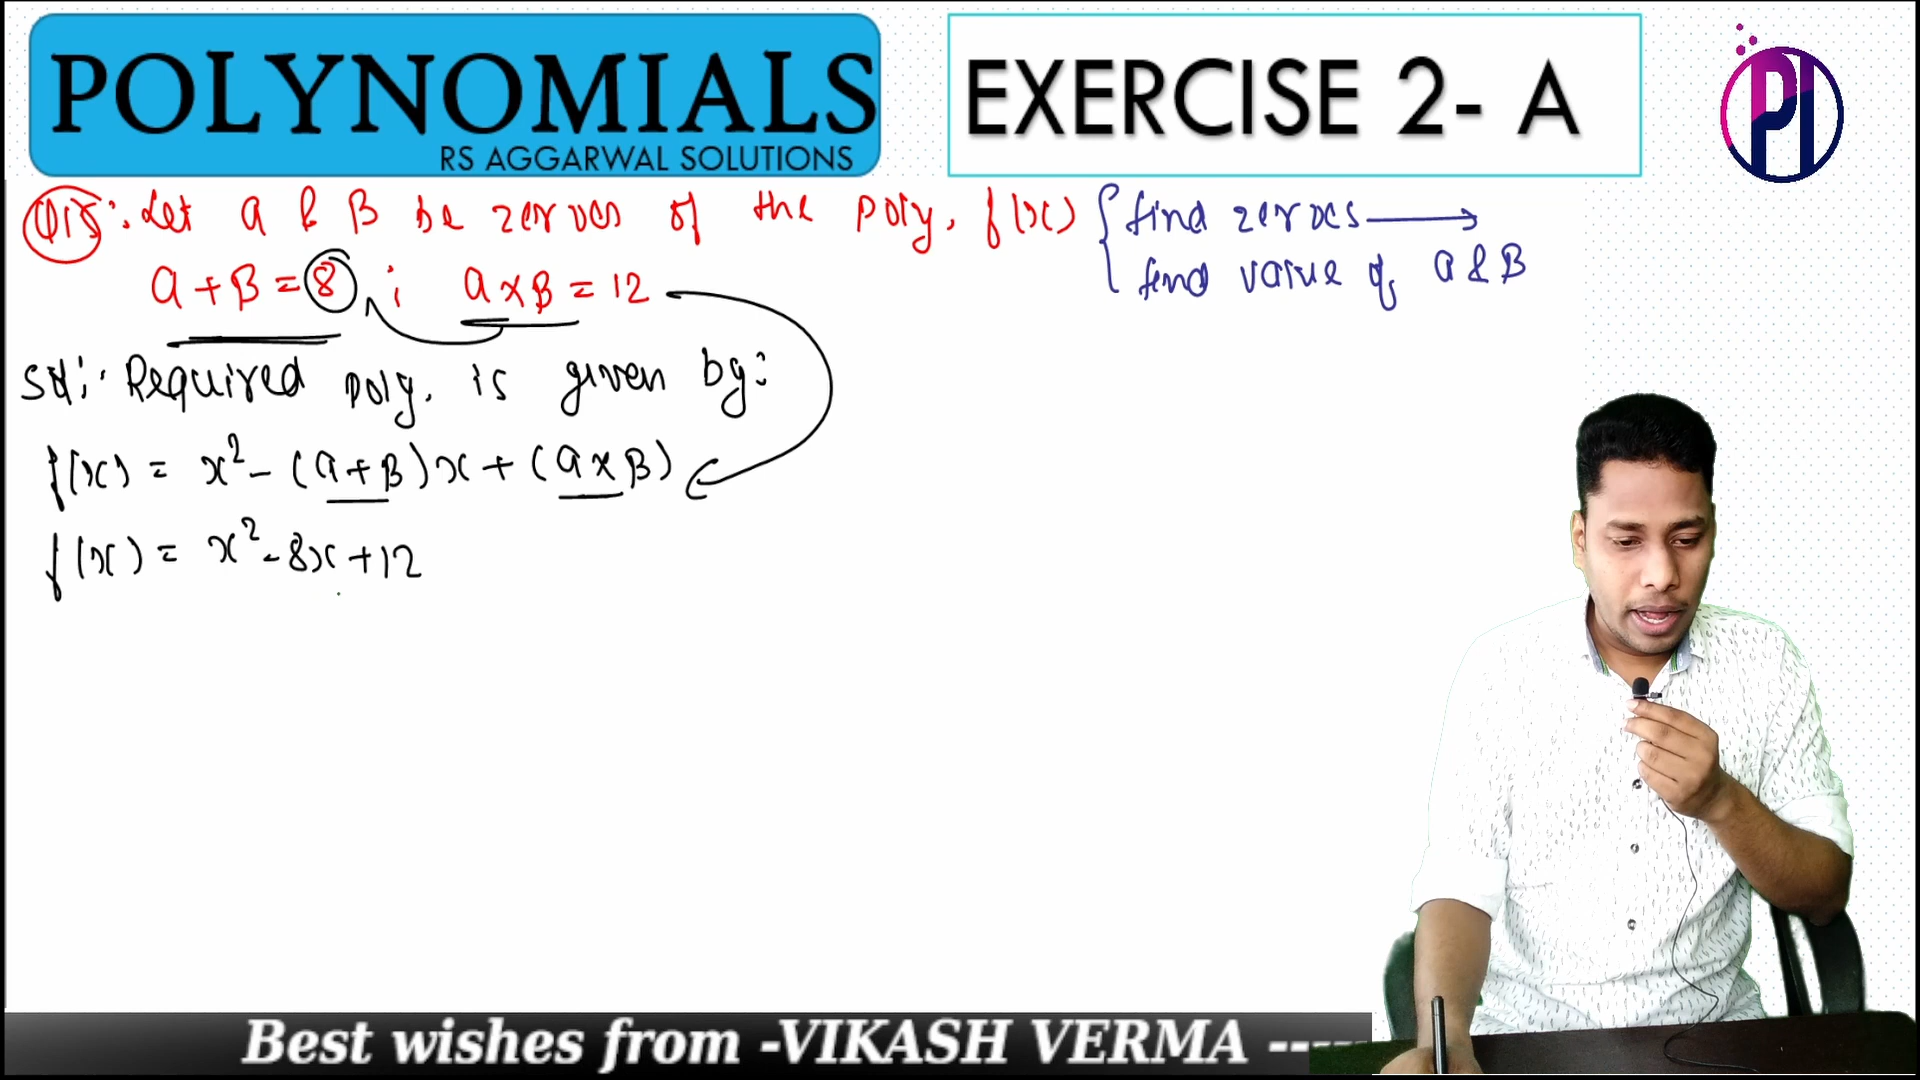 POLYNOMIALS
RS AGGARWAL SOLUTIONS
EXERCISE 2- A
PI
Q15: Let α & β be zeroes of the poly. f(x) { find zeroes →
find value of α & β
α + β = 8 ; α × β = 12
Sol: Required poly. is given by:
f(x) = x² - (α + β)x + (α × β)
f(x) = x² - 8x + 12
Best wishes from -VIKASH VERMA -----